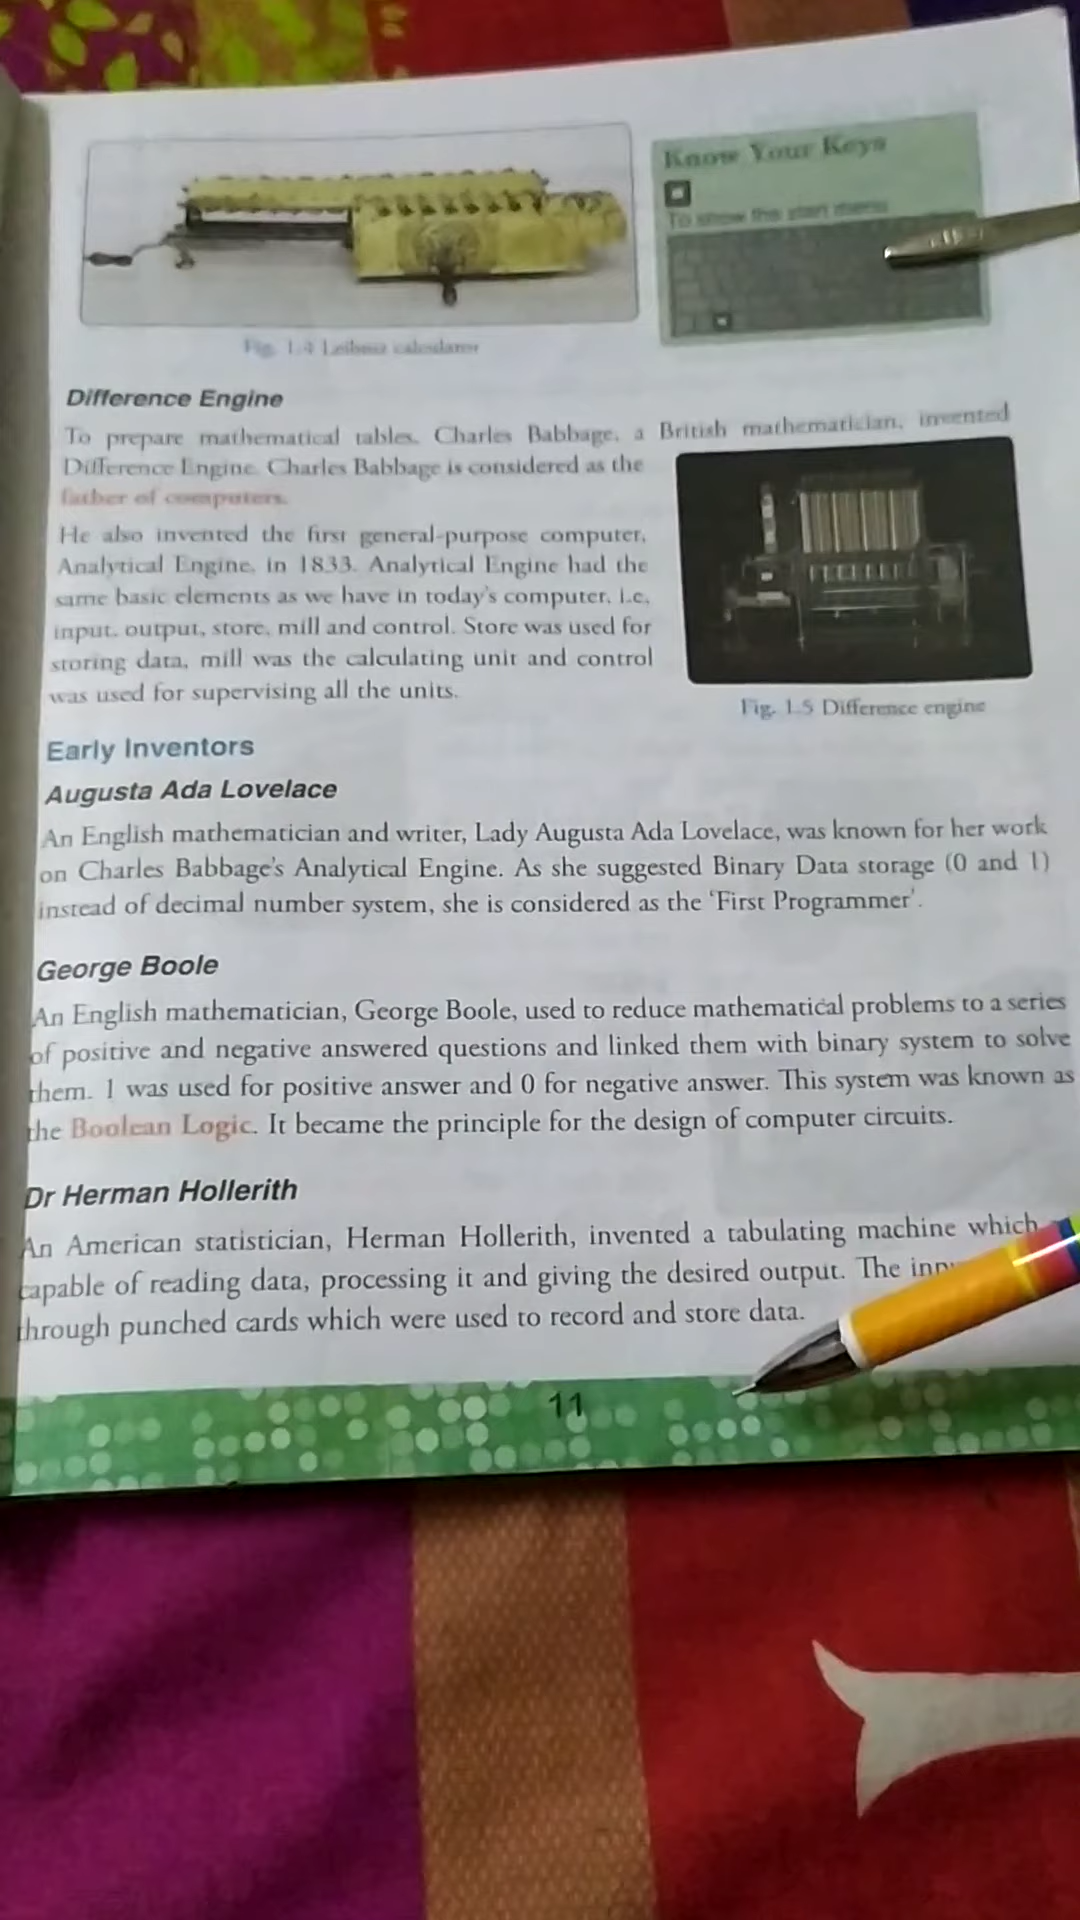 Know Your Keys
To show the start menu
Fig. 1.4 Leibniz calculator
Difference Engine
To prepare mathematical tables, Charles Babbage, a British mathematician, invented
Difference Engine. Charles Babbage is considered as the
father of computers.
He also invented the first general-purpose computer,
Analytical Engine, in 1833. Analytical Engine had the
same basic elements as we have in today's computer, i.e.
input, output, store, mill and control. Store was used for
storing data, mill was the calculating unit and control
was used for supervising all the units.
Fig. 1.5 Difference engine
Early Inventors
Augusta Ada Lovelace
An English mathematician and writer, Lady Augusta Ada Lovelace, was known for her work
on Charles Babbage's Analytical Engine. As she suggested Binary Data storage (0 and 1)
instead of decimal number system, she is considered as the 'First Programmer'.
George Boole
An English mathematician, George Boole, used to reduce mathematical problems to a series
of positive and negative answered questions and linked them with binary system to solve
them. 1 was used for positive answer and 0 for negative answer. This system was known as
the Boolean Logic. It became the principle for the design of computer circuits.
Dr Herman Hollerith
An American statistician, Herman Hollerith, invented a tabulating machine which
capable of reading data, processing it and giving the desired output. The
through punched cards which were used to record and store data.
11